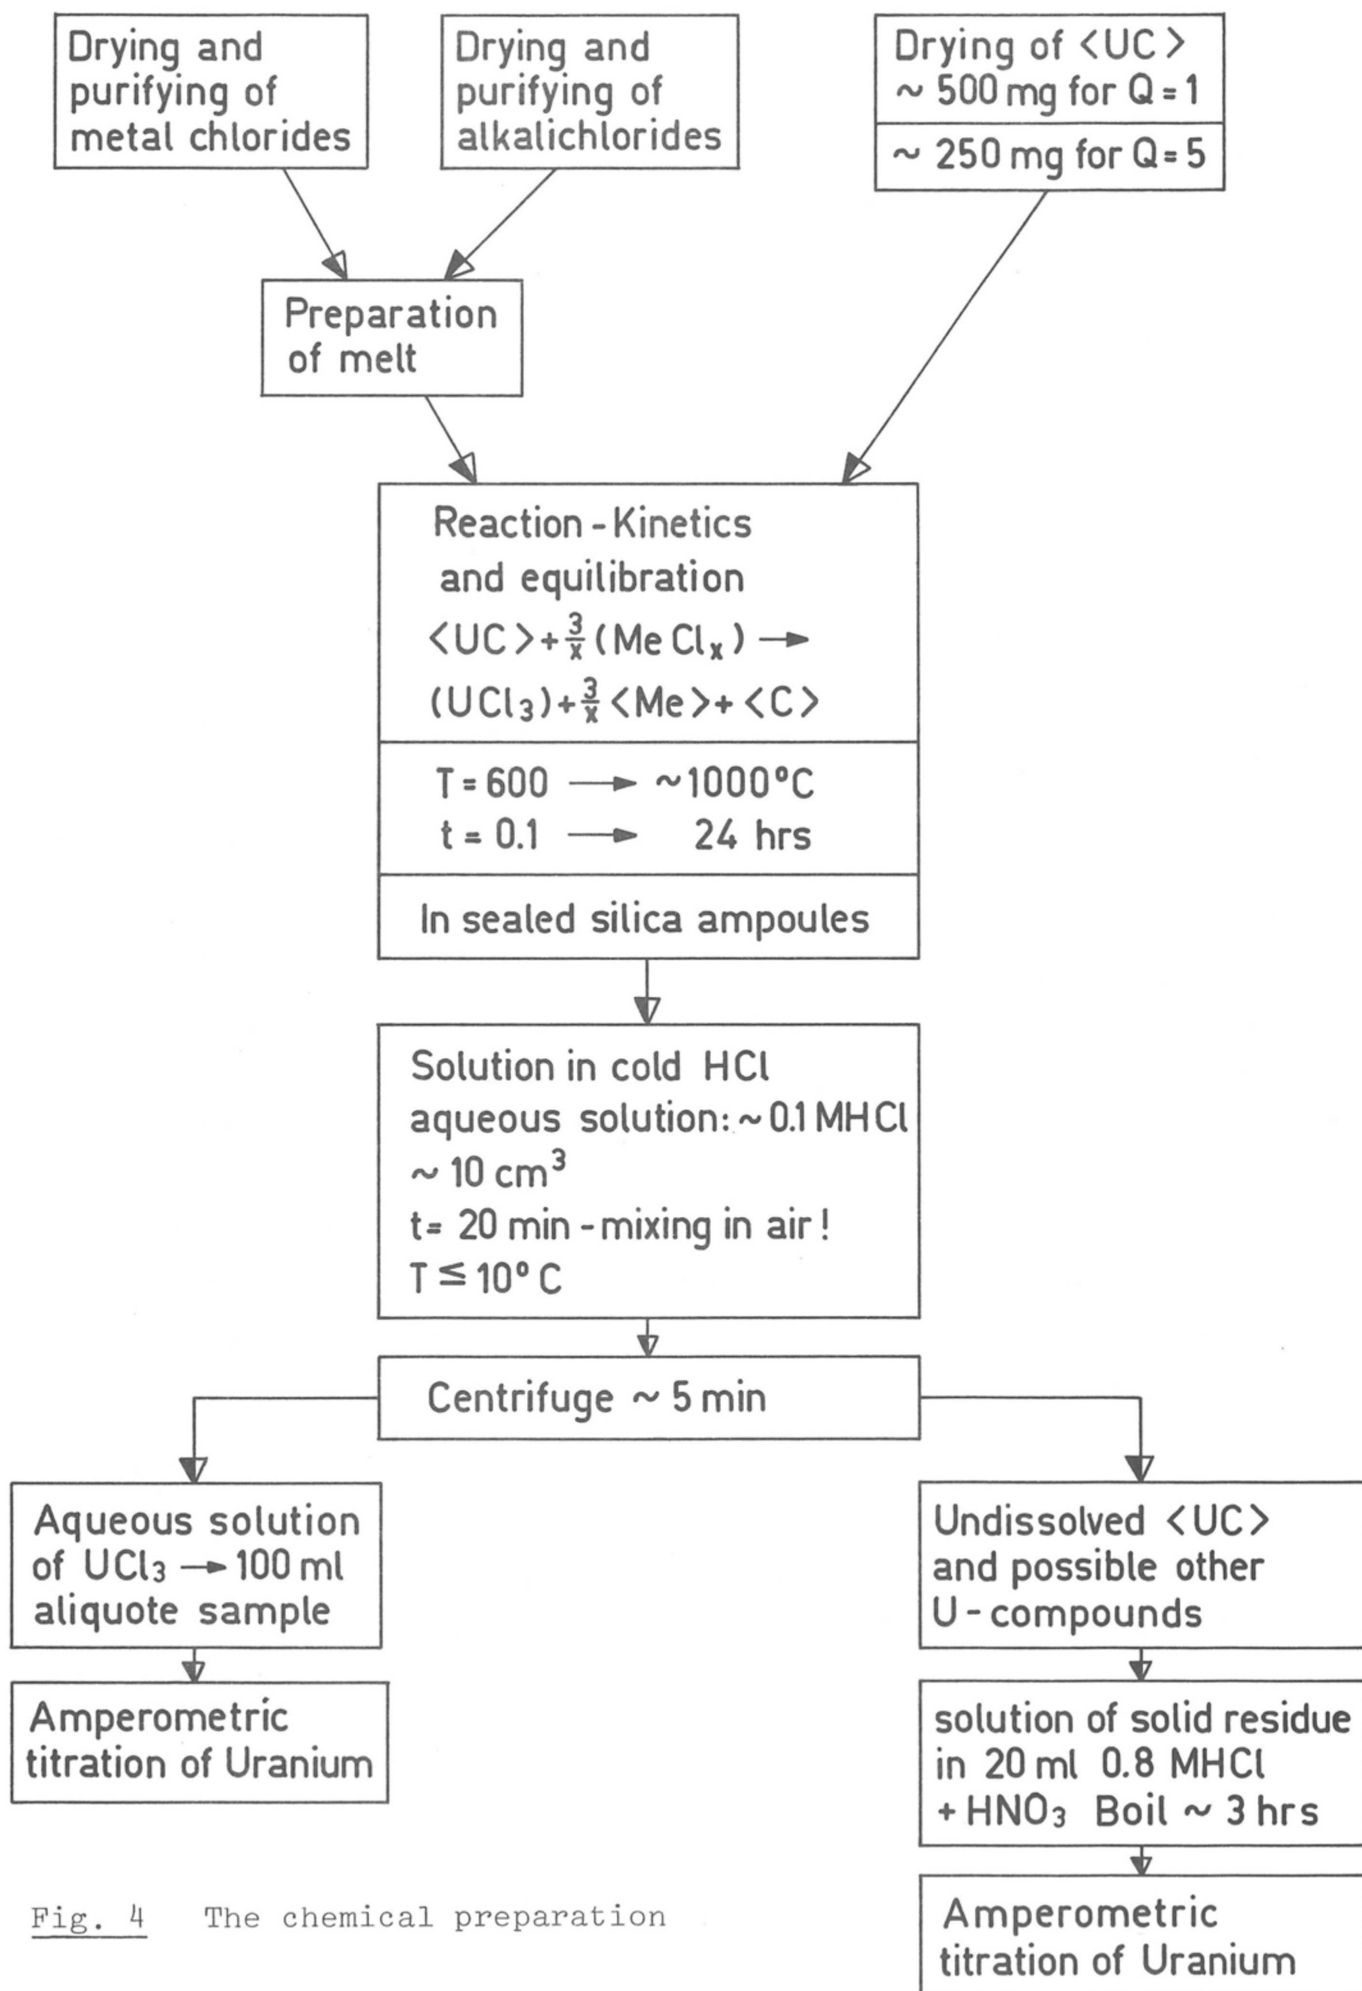 Drying and
purifying of
metal chlorides
Drying and
purifying of
alkalichlorides
Drying of <UC>
~ 500 mg for Q = 1
~ 250 mg for Q = 5
Preparation
of melt
Reaction - Kinetics
and equilibration
<UC> + 3/x (MeClₓ) →
(UCl₃) + 3/x <Me> + <C>
T = 600 → ~1000°C
t = 0.1 → 24 hrs
In sealed silica ampoules
Solution in cold HCl
aqueous solution: ~ 0.1 MHCl
~ 10 cm³
t = 20 min - mixing in air!
T ≦ 10° C
Centrifuge ~ 5 min
Aqueous solution
of UCl₃ → 100 ml
aliquote sample
Amperometric
titration of Uranium
Undissolved <UC>
and possible other
U - compounds
solution of solid residue
in 20 ml 0.8 MHCl
+ HNO₃ Boil ~ 3 hrs
Amperometric
titration of Uranium
Fig. 4 The chemical preparation